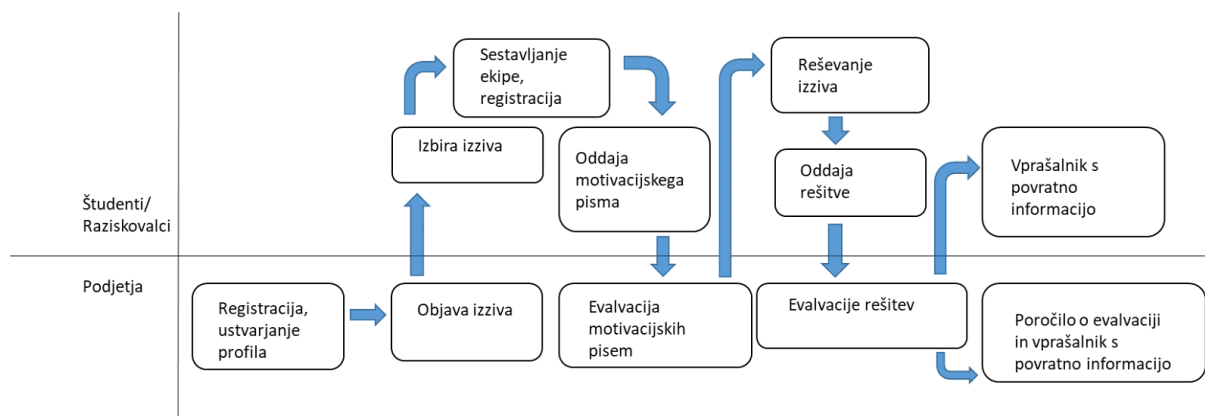 Sestavljanje
ekipe,
registracija
Reševanje
izziva
Izbira izziva
Oddaja
motivacijskega
pisma
Oddaja
rešitve
Vprašalnik s
povratno
informacijo
Študenti/
Raziskovalci
Podjetja
Registracija,
ustvarjanje
profila
Objava izziva
Evalvacija
motivacijskih
pisem
Evalvacije rešitev
Poročilo o evalvaciji
in vprašalnik s
povratno informacijo